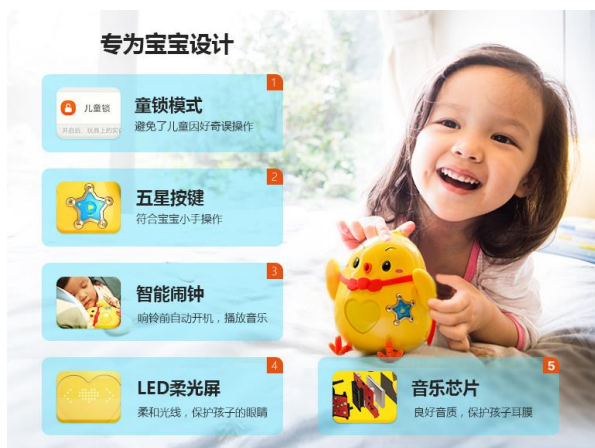 专为宝宝设计
1
儿童锁
童锁模式
避免了儿童因好奇误操作
2
五星按键
符合宝宝小手操作
3
智能闹钟
响铃前自动开机，播放音乐
4
LED柔光屏
柔和光线，保护孩子的眼睛
5
音乐芯片
良好音质，保护孩子耳膜